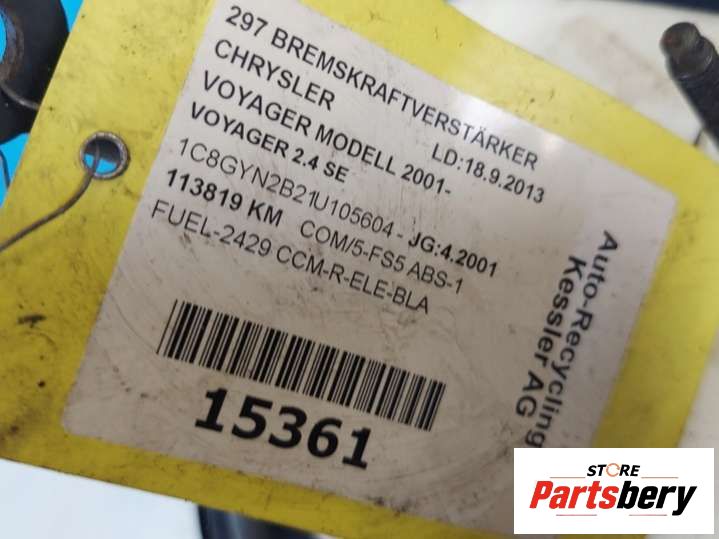 297 BREMSKRAFTVERSTÄRKER
CHRYSLER LD:18.9.2013
VOYAGER MODELL 2001-
VOYAGER 2.4 SE
1C8GYN2B21U105604 - JG:4.2001
113819 KM COM/5-FS5 ABS-1
FUEL-2429 CCM-R-ELE-BLA
15361
Auto-Recycling
Kessler AG
STORE
Partsbery